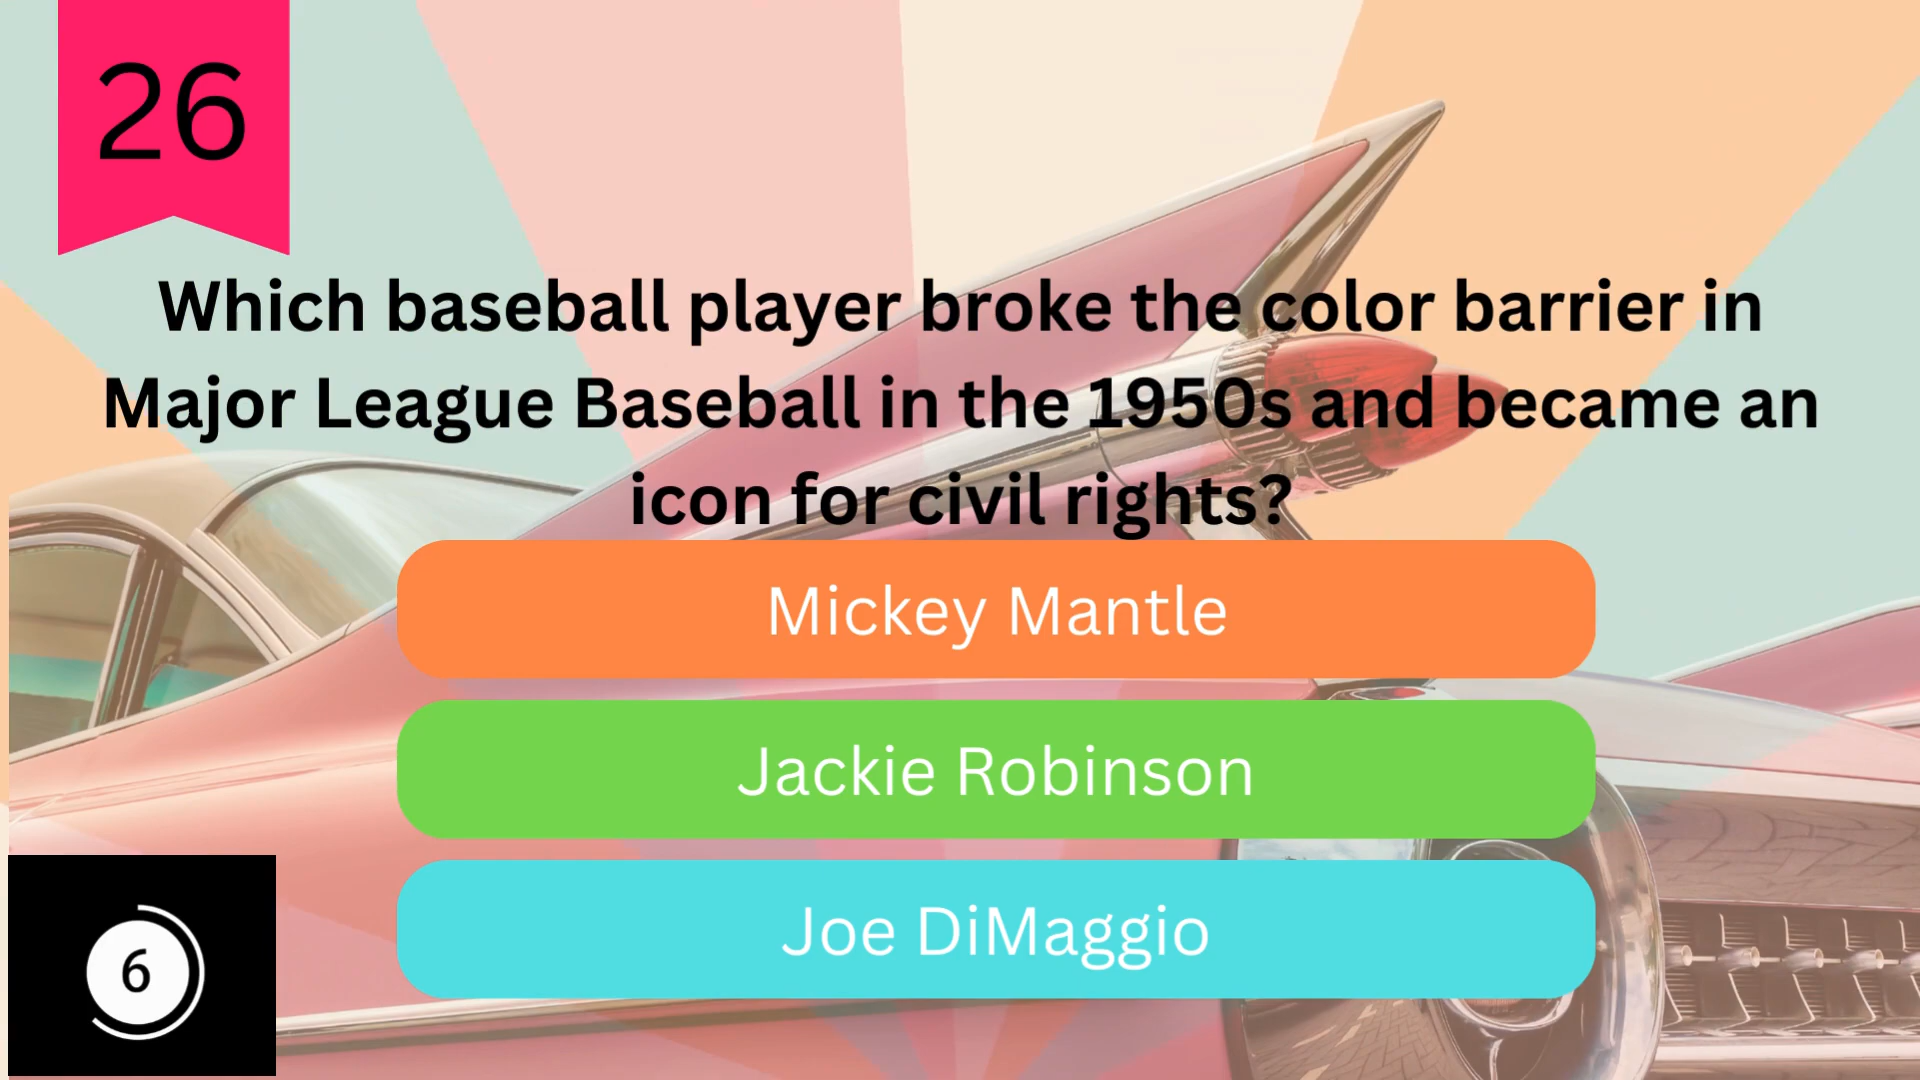 26
Which baseball player broke the color barrier in
Major League Baseball in the 1950s and became an
icon for civil rights?
Mickey Mantle
Jackie Robinson
Joe DiMaggio
6